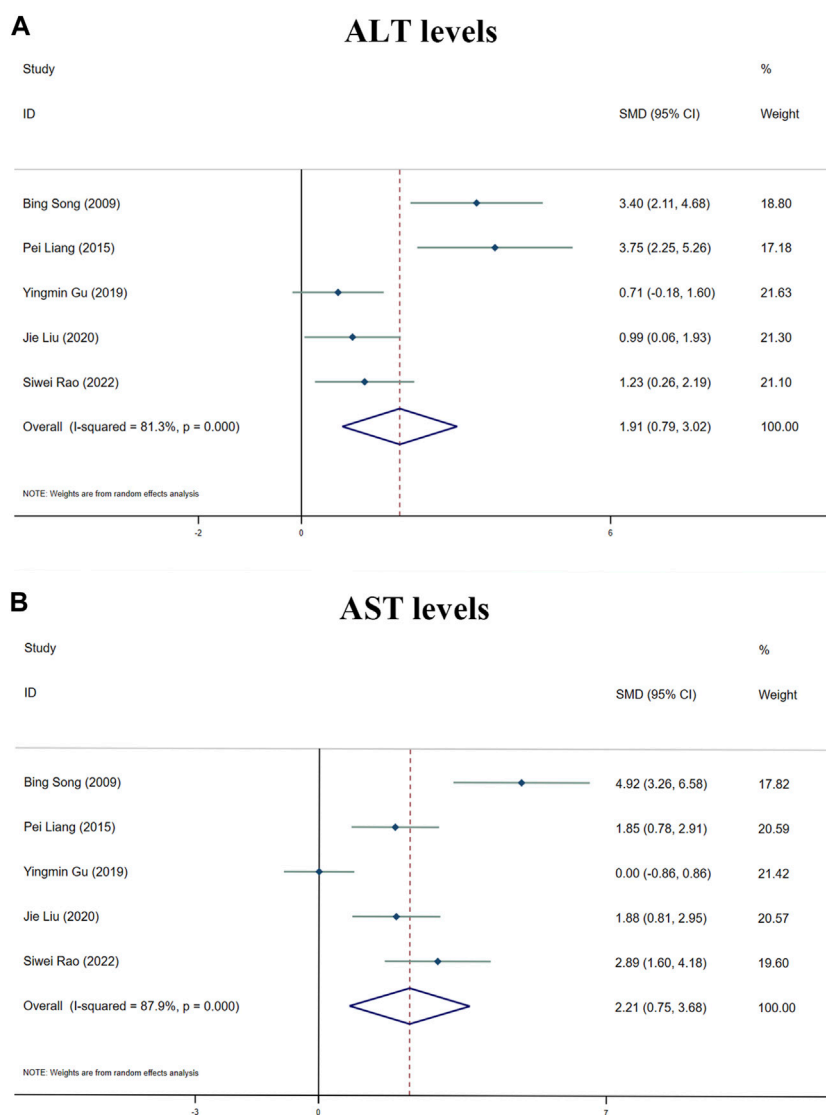 A
ALT levels
Study %
ID SMD (95% CI) Weight
Bing Song (2009) 3.40 (2.11, 4.68) 18.80
Pei Liang (2015) 3.75 (2.25, 5.26) 17.18
Yingmin Gu (2019) 0.71 (-0.18, 1.60) 21.63
Jie Liu (2020) 0.99 (0.06, 1.93) 21.30
Siwei Rao (2022) 1.23 (0.26, 2.19) 21.10
Overall (I-squared = 81.3%, p = 0.000) 1.91 (0.79, 3.02) 100.00
NOTE: Weights are from random effects analysis
-2 0 6
B
AST levels
Study %
ID SMD (95% CI) Weight
Bing Song (2009) 4.92 (3.26, 6.58) 17.82
Pei Liang (2015) 1.85 (0.78, 2.91) 20.59
Yingmin Gu (2019) 0.00 (-0.86, 0.86) 21.42
Jie Liu (2020) 1.88 (0.81, 2.95) 20.57
Siwei Rao (2022) 2.89 (1.60, 4.18) 19.60
Overall (I-squared = 87.9%, p = 0.000) 2.21 (0.75, 3.68) 100.00
NOTE: Weights are from random effects analysis
-3 0 7